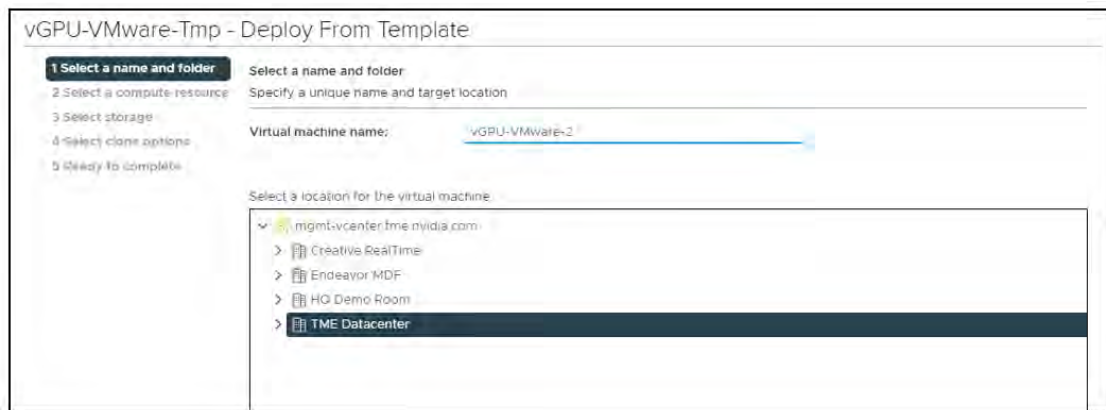 vGPU-VMware-Tmp - Deploy From Template
1 Select a name and folder
2 Select a compute resource
3 Select storage
4 Select clone options
5 Ready to complete
Select a name and folder
Specify a unique name and target location
Virtual machine name:
vGPU-VMware-2
Select a location for the virtual machine.
mgmt-vcenter.tme.nvidia.com
Creative RealTime
Endeavor MDF
HQ Demo Room
TME Datacenter